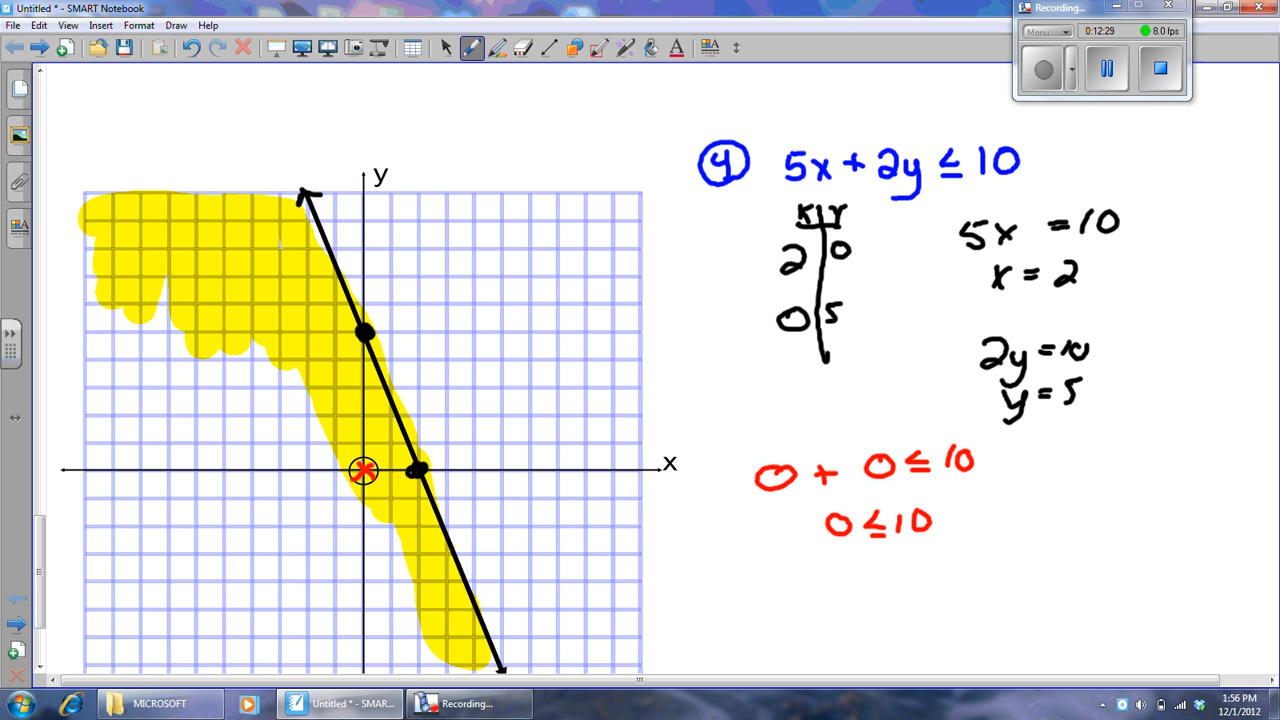 Untitled * - SMART Notebook
File Edit View Insert Format Draw Help
Recording...
Menu 0:12:29 8.0 fps
y
x
4 5x + 2y ≤ 10
x y
2 0
0 5
5x = 10
x = 2
2y = 10
y = 5
0 + 0 ≤ 10
0 ≤ 10
MICROSOFT
Untitled * - SMAR...
Recording...
1:56 PM
12/1/2012